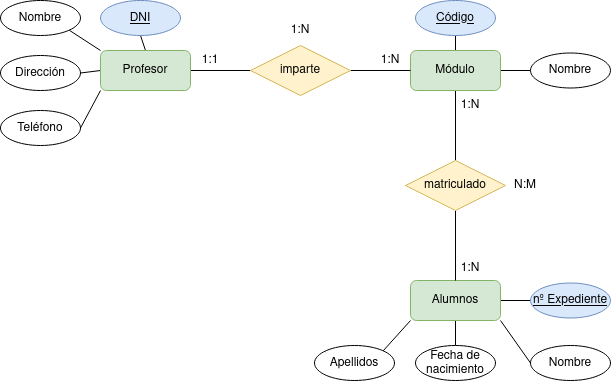 Nombre
DNI
1:N
Código
Dirección
Profesor
1:1
imparte
1:N
Módulo
Nombre
Teléfono
1:N
matriculado
N:M
1:N
Alumnos
nº Expediente
Apellidos
Fecha de
nacimiento
Nombre